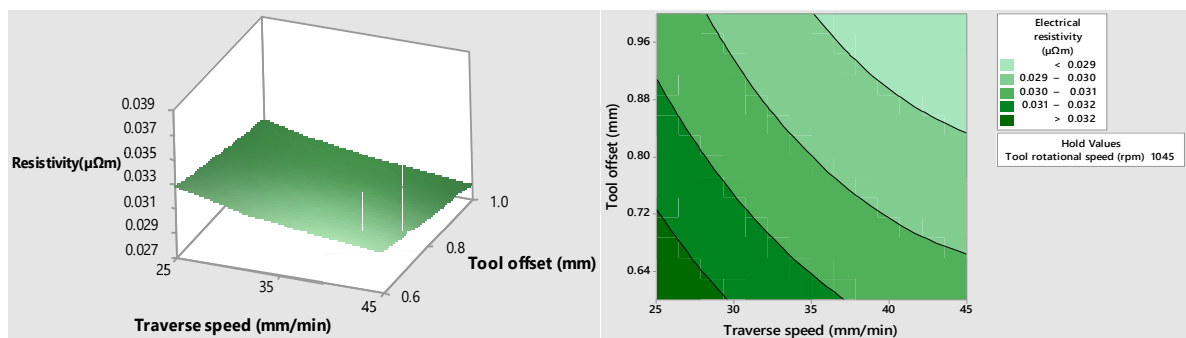 0.039
0.037
0.035
Resistivity(μΩm)
0.033
0.031
0.029
0.027
25
35
45
0.6
0.8
1.0
Tool offset (mm)
Traverse speed (mm/min)
0.96
0.88
0.80
0.72
0.64
Tool offset (mm)
25
30
35
40
45
Traverse speed (mm/min)
Electrical
resistivity
(μΩm)
< 0.029
0.029 – 0.030
0.030 – 0.031
0.031 – 0.032
> 0.032
Hold Values
Tool rotational speed (rpm) 1045